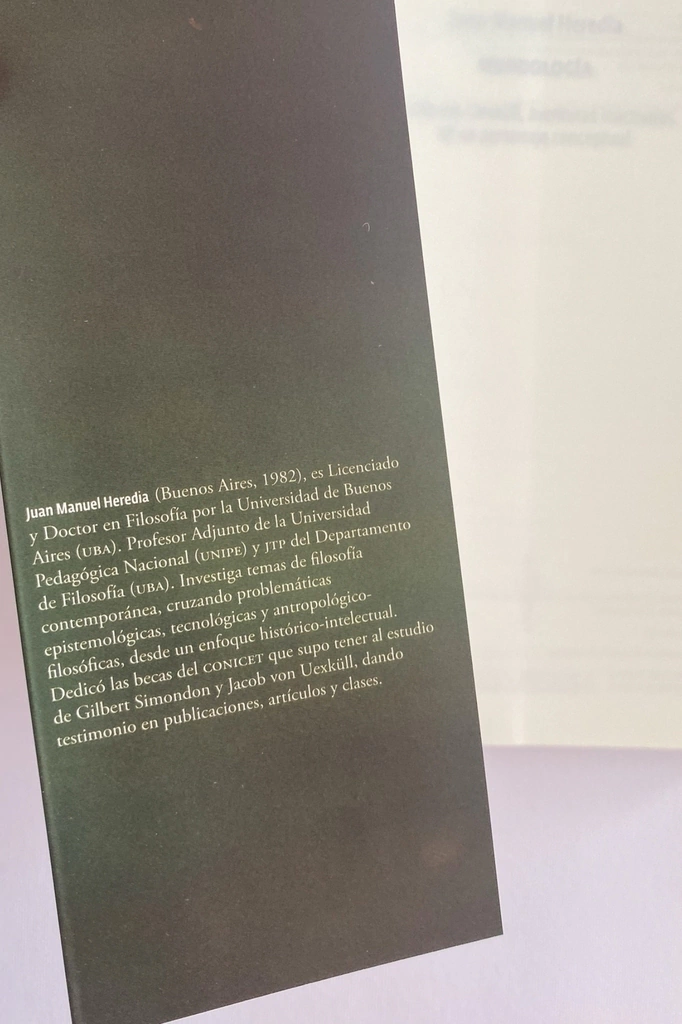 Juan Manuel Heredia (Buenos Aires, 1982), es Licenciado
y Doctor en Filosofía por la Universidad de Buenos
Aires (UBA). Profesor Adjunto de la Universidad
Pedagógica Nacional (UNIPE) y JTP del Departamento
de Filosofía (UBA). Investiga temas de filosofía
contemporánea, cruzando problemáticas
epistemológicas, tecnológicas y antropológico-
filosóficas, desde un enfoque histórico-intelectual.
Dedicó las becas del CONICET que supo tener al estudio
de Gilbert Simondon y Jacob von Uexküll, dando
testimonio en publicaciones, artículos y clases.
Juan Manuel Heredia